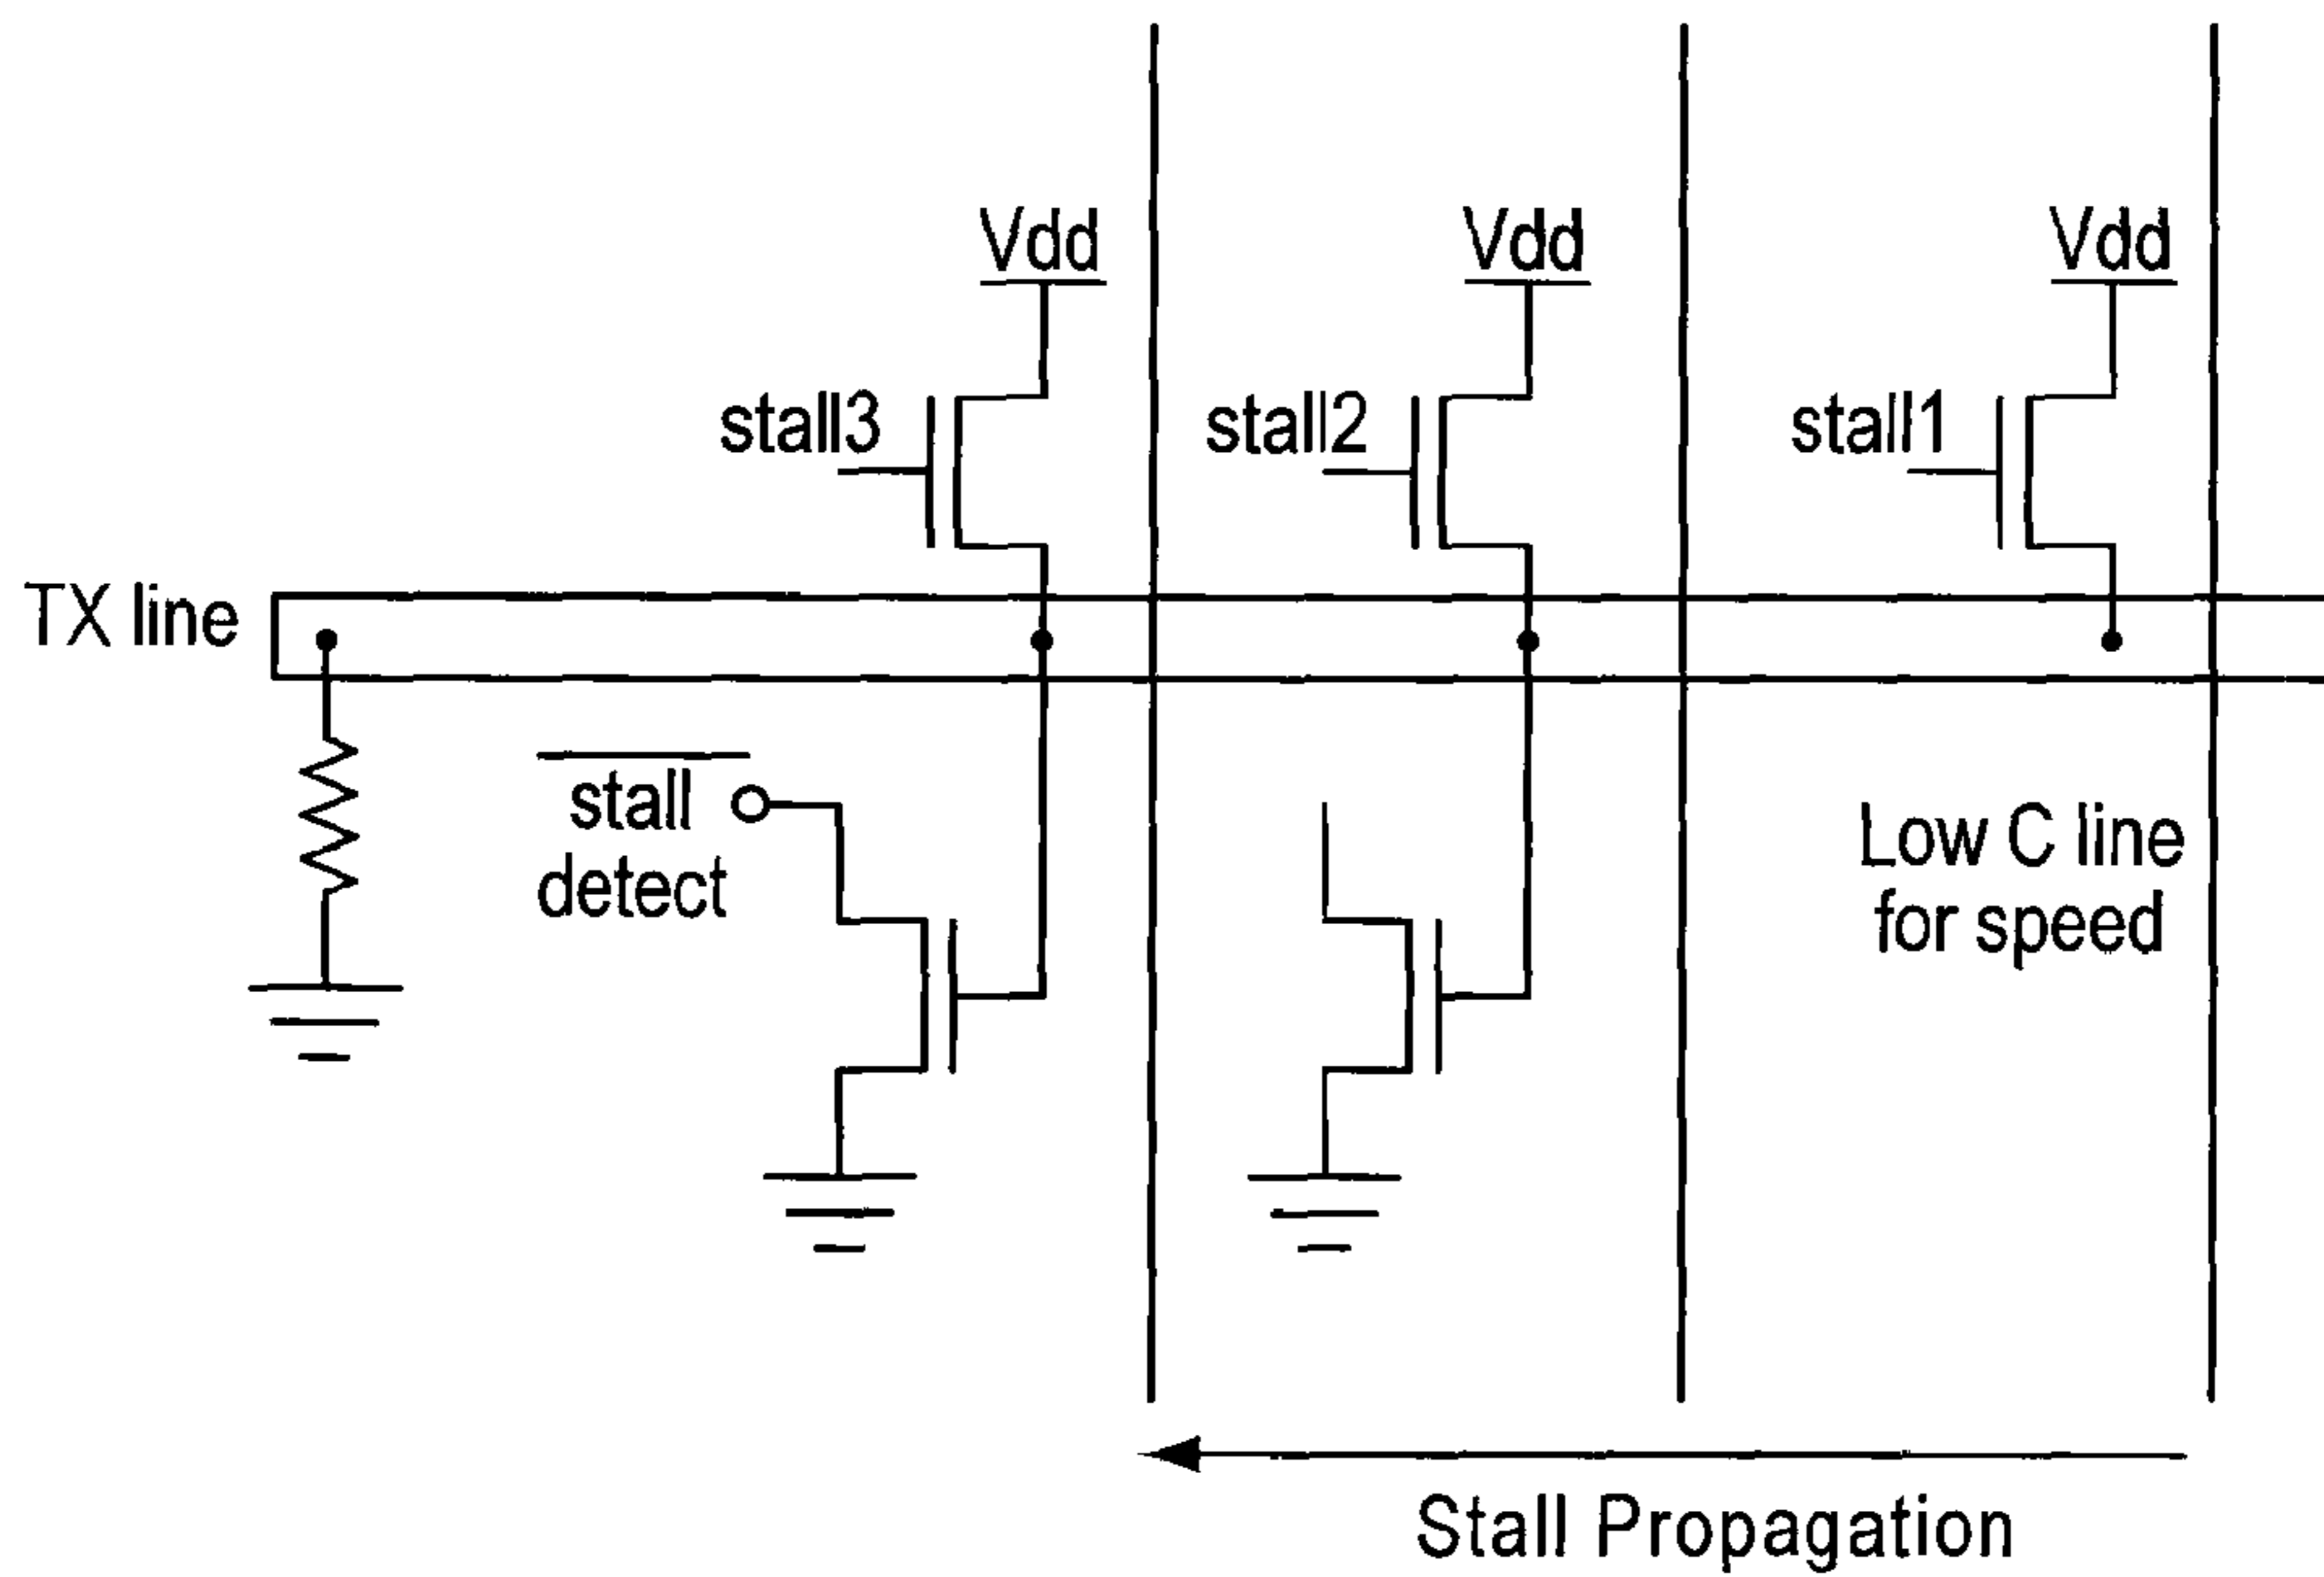 Vdd
Vdd
Vdd
stall3
stall2
stall1
TX line
stall
detect
Low C line
for speed
Stall Propagation